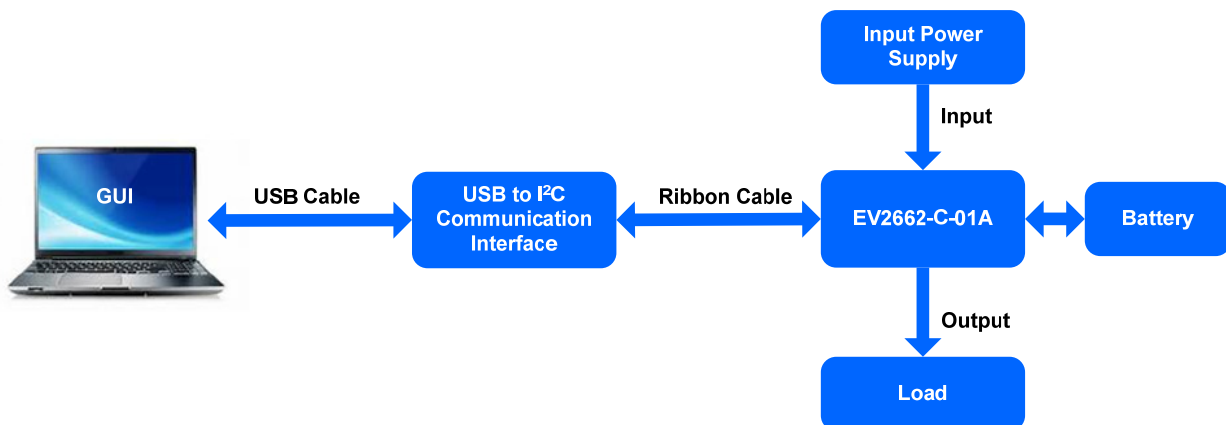 Input Power
Supply
Input
GUI
USB Cable
USB to I²C
Communication
Interface
Ribbon Cable
EV2662-C-01A
Battery
Output
Load